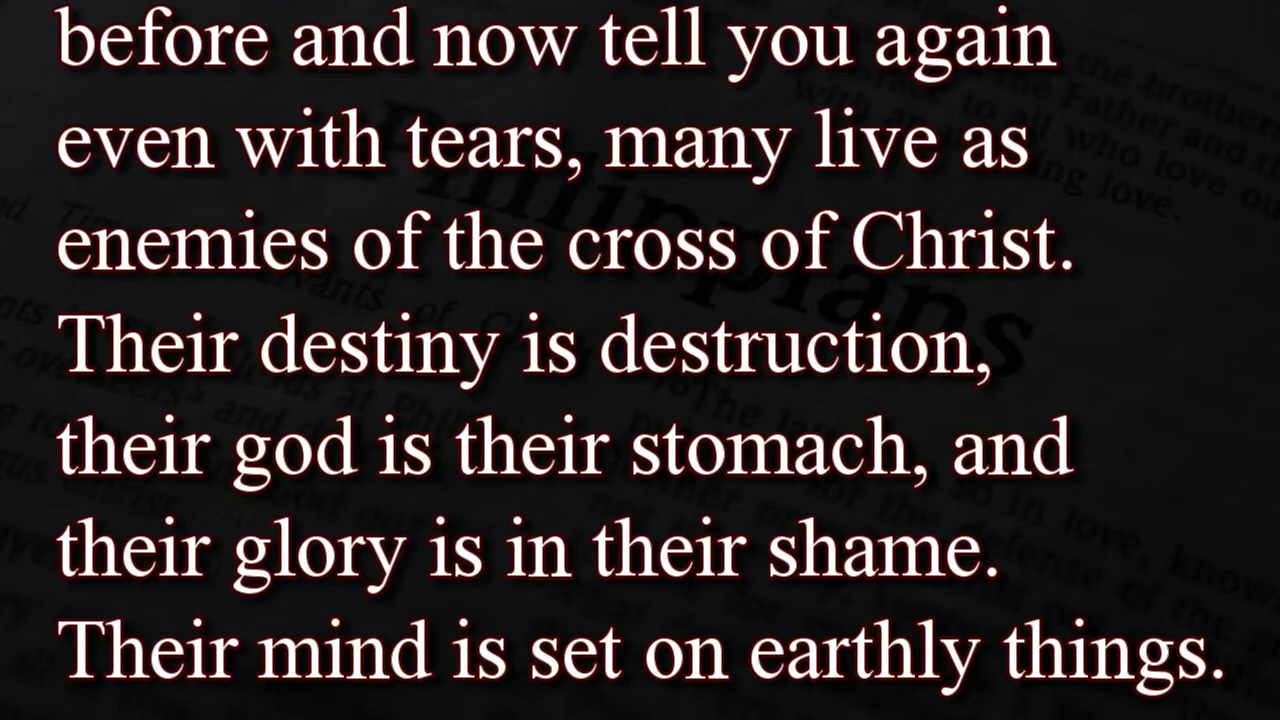 before and now tell you again
even with tears, many live as
enemies of the cross of Christ.
Their destiny is destruction,
their god is their stomach, and
their glory is in their shame.
Their mind is set on earthly things.
Philippians